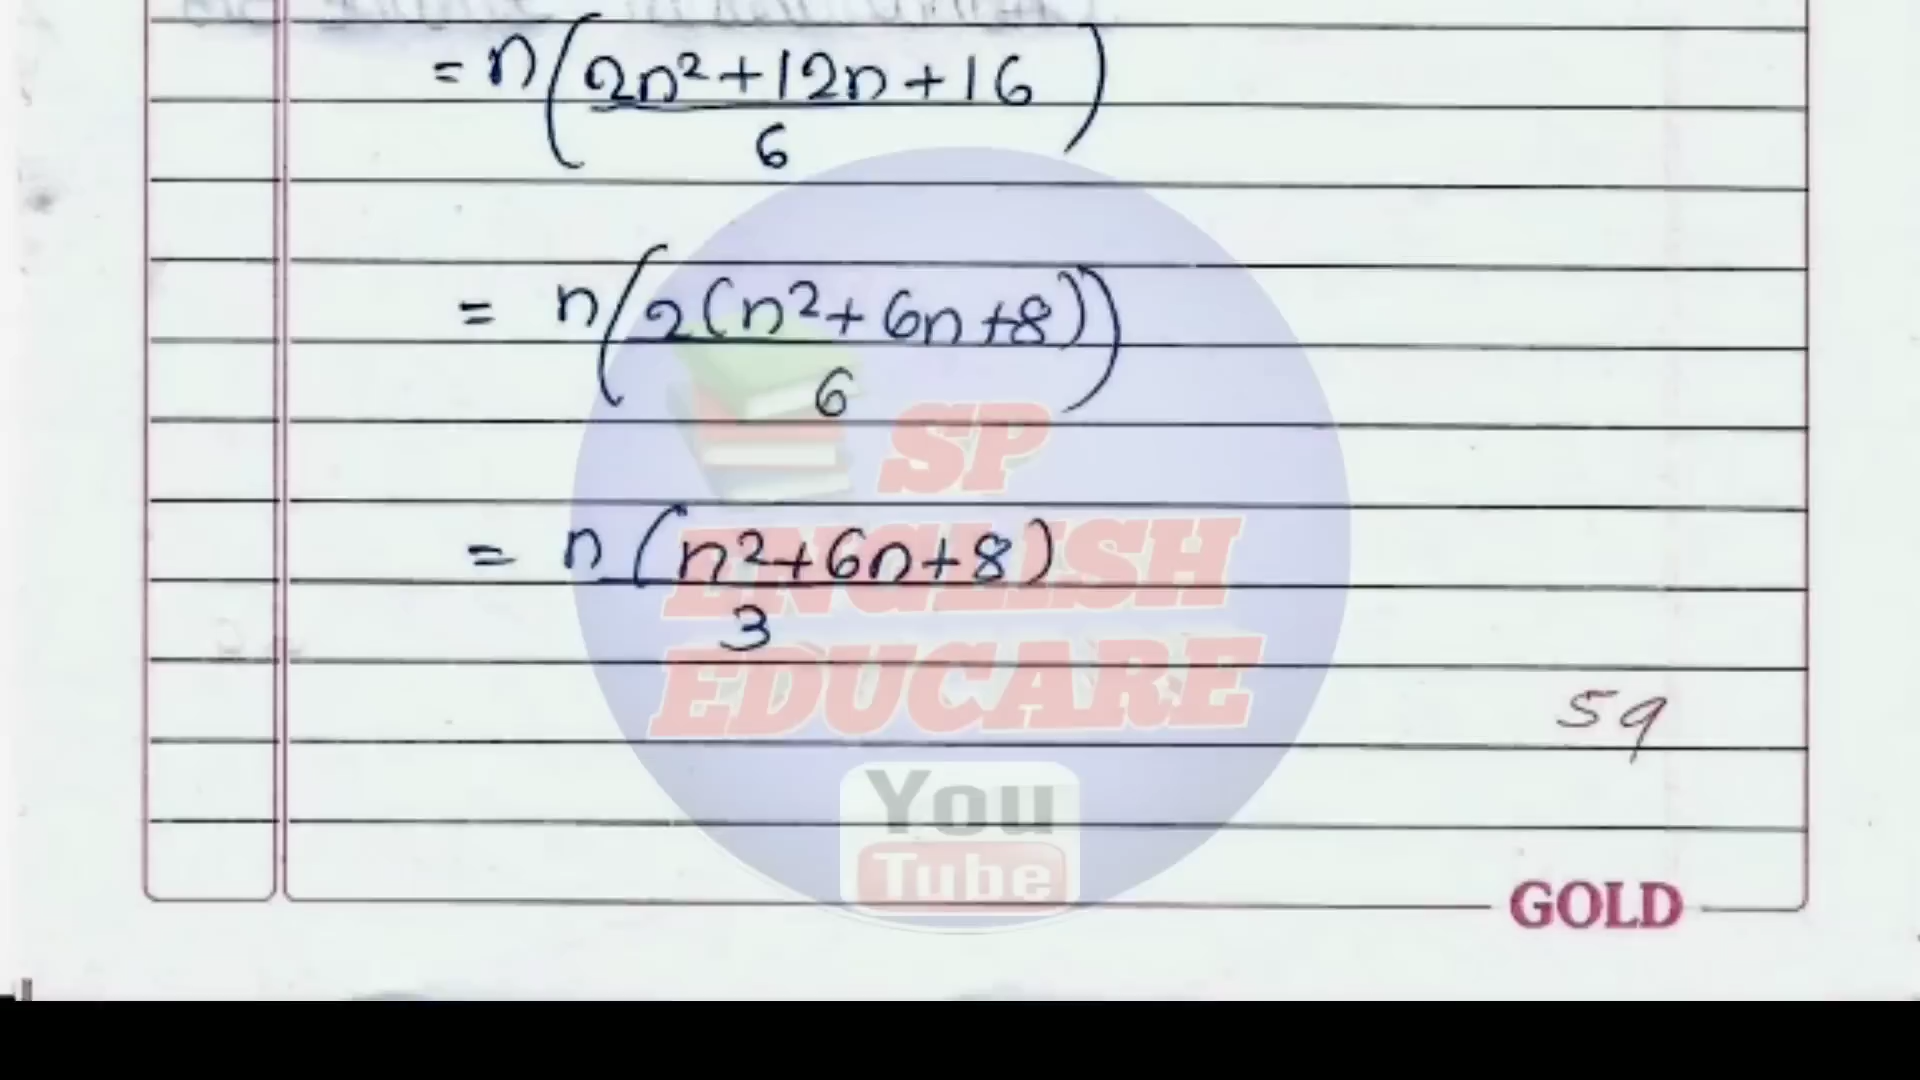 = n(2n²+12n+16 / 6)
= n(2(n²+6n+8) / 6)
= n(n²+6n+8) / 3
SP
ENGLISH
EDUCARE
59
You
Tube
GOLD